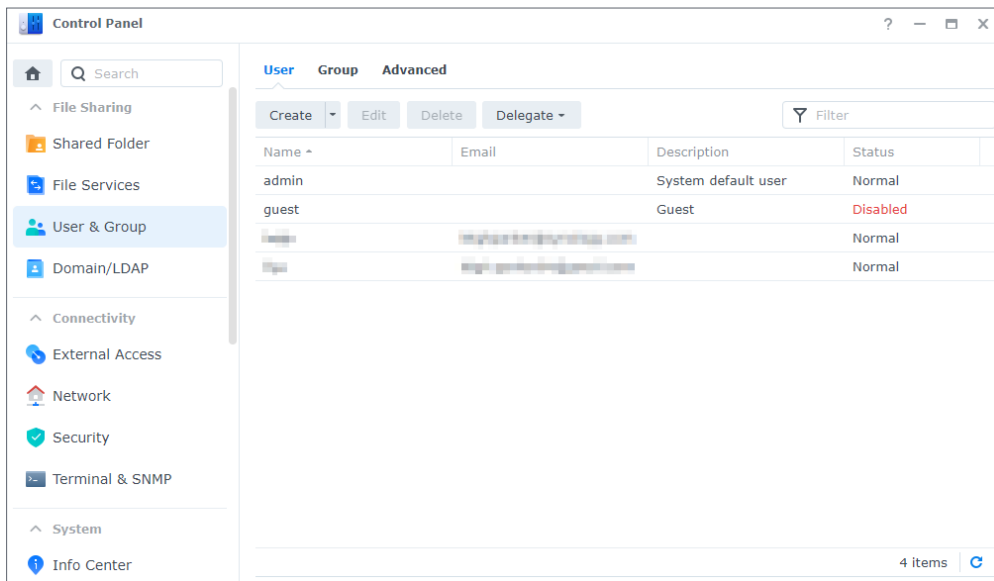 Control Panel
Search
File Sharing
Shared Folder
File Services
User & Group
Domain/LDAP
Connectivity
External Access
Network
Security
Terminal & SNMP
System
Info Center
User Group Advanced
Create Edit Delete Delegate Filter
Name Email Description Status
admin System default user Normal
guest Guest Disabled
Normal
Normal
4 items